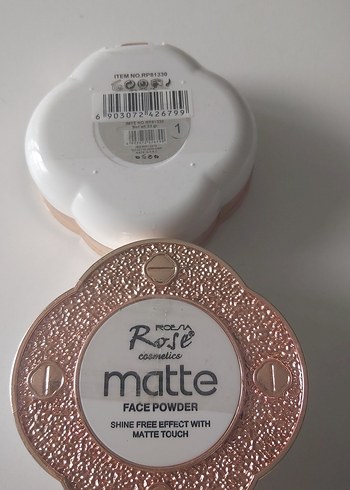 ITEM NO.RP81338
6 903072 426799
1
Rose
cosmetics
matte
FACE POWDER
SHINE FREE EFFECT WITH
MATTE TOUCH